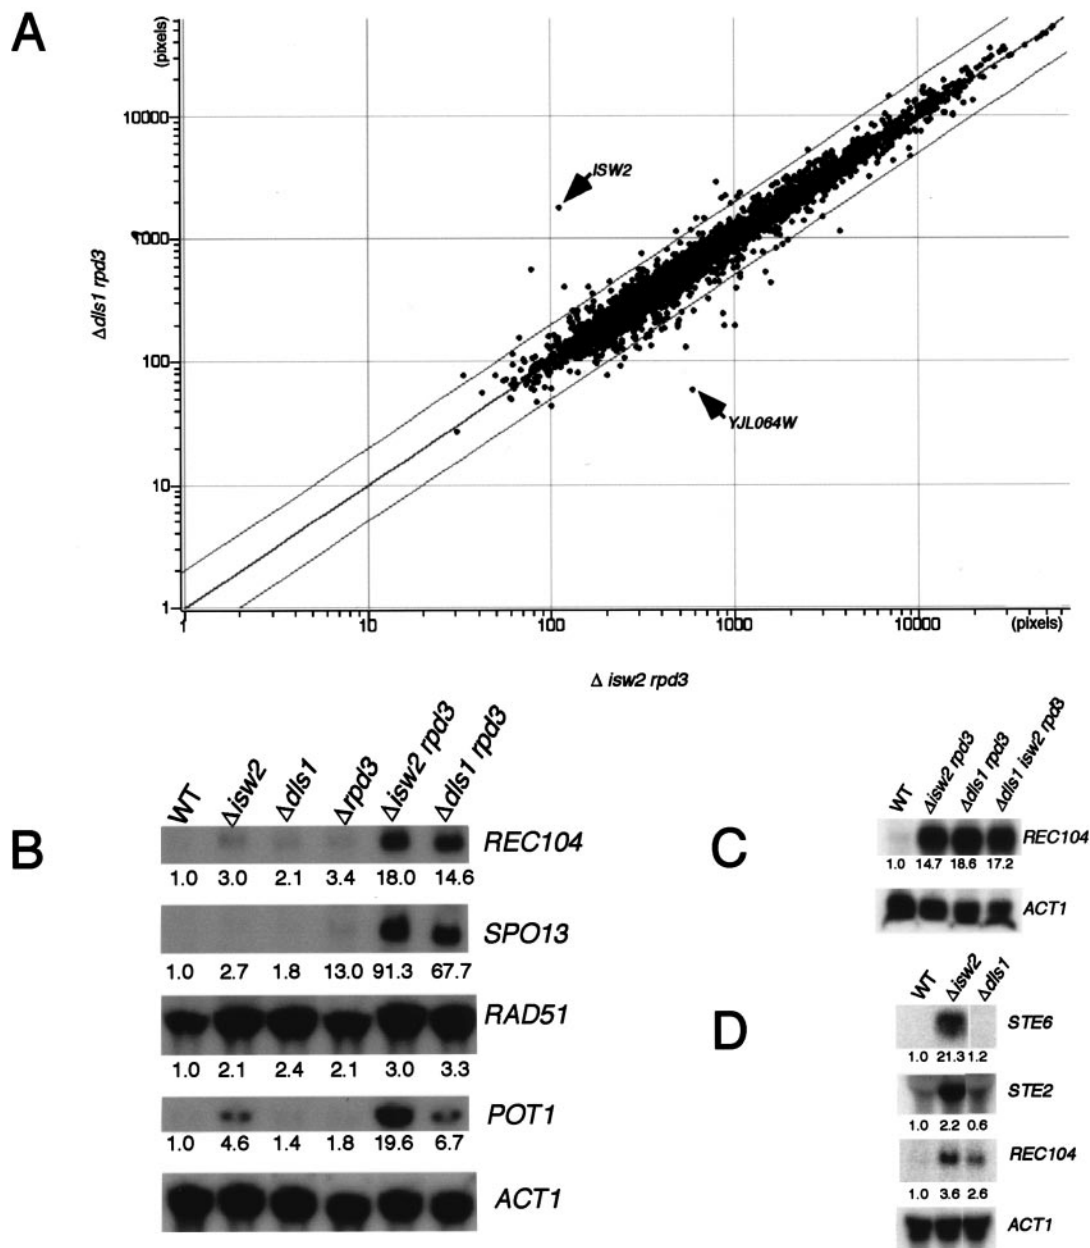 A
(pixels)
10000
1000
100
10
1
Δdls1 rpd3
ISW2
YJL064W
1 10 100 1000 10000 (pixels)
Δ isw2 rpd3
B
WT Δisw2 Δdls1 Δrpd3 Δisw2 rpd3 Δdls1 rpd3
REC104
1.0 3.0 2.1 3.4 18.0 14.6
SPO13
1.0 2.7 1.8 13.0 91.3 67.7
RAD51
1.0 2.1 2.4 2.1 3.0 3.3
POT1
1.0 4.6 1.4 1.8 19.6 6.7
ACT1
C
WT Δisw2 rpd3 Δdls1 rpd3 Δdls1 isw2 rpd3
REC104
1.0 14.7 18.6 17.2
ACT1
D
WT Δisw2 Δdls1
STE6
1.0 21.3 1.2
STE2
1.0 2.2 0.6
REC104
1.0 3.6 2.6
ACT1